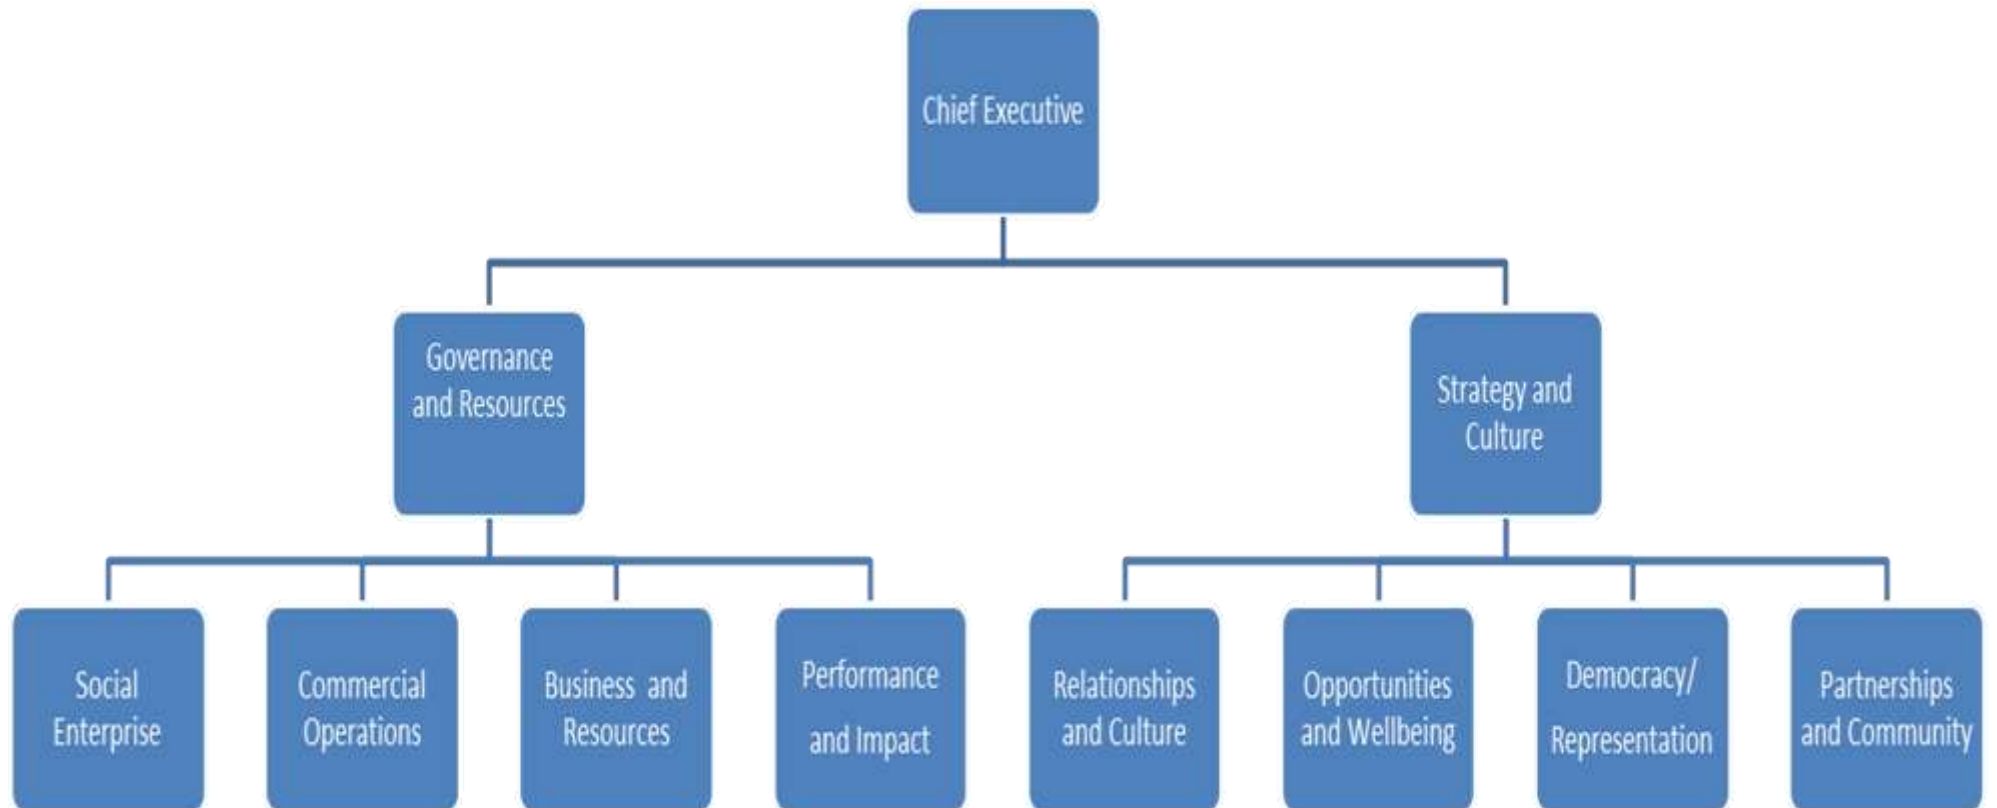 Chief Executive
Governance
and Resources
Strategy and
Culture
Social
Enterprise
Commercial
Operations
Business and
Resources
Performance
and Impact
Relationships
and Culture
Opportunities
and Wellbeing
Democracy/
Representation
Partnerships
and Community